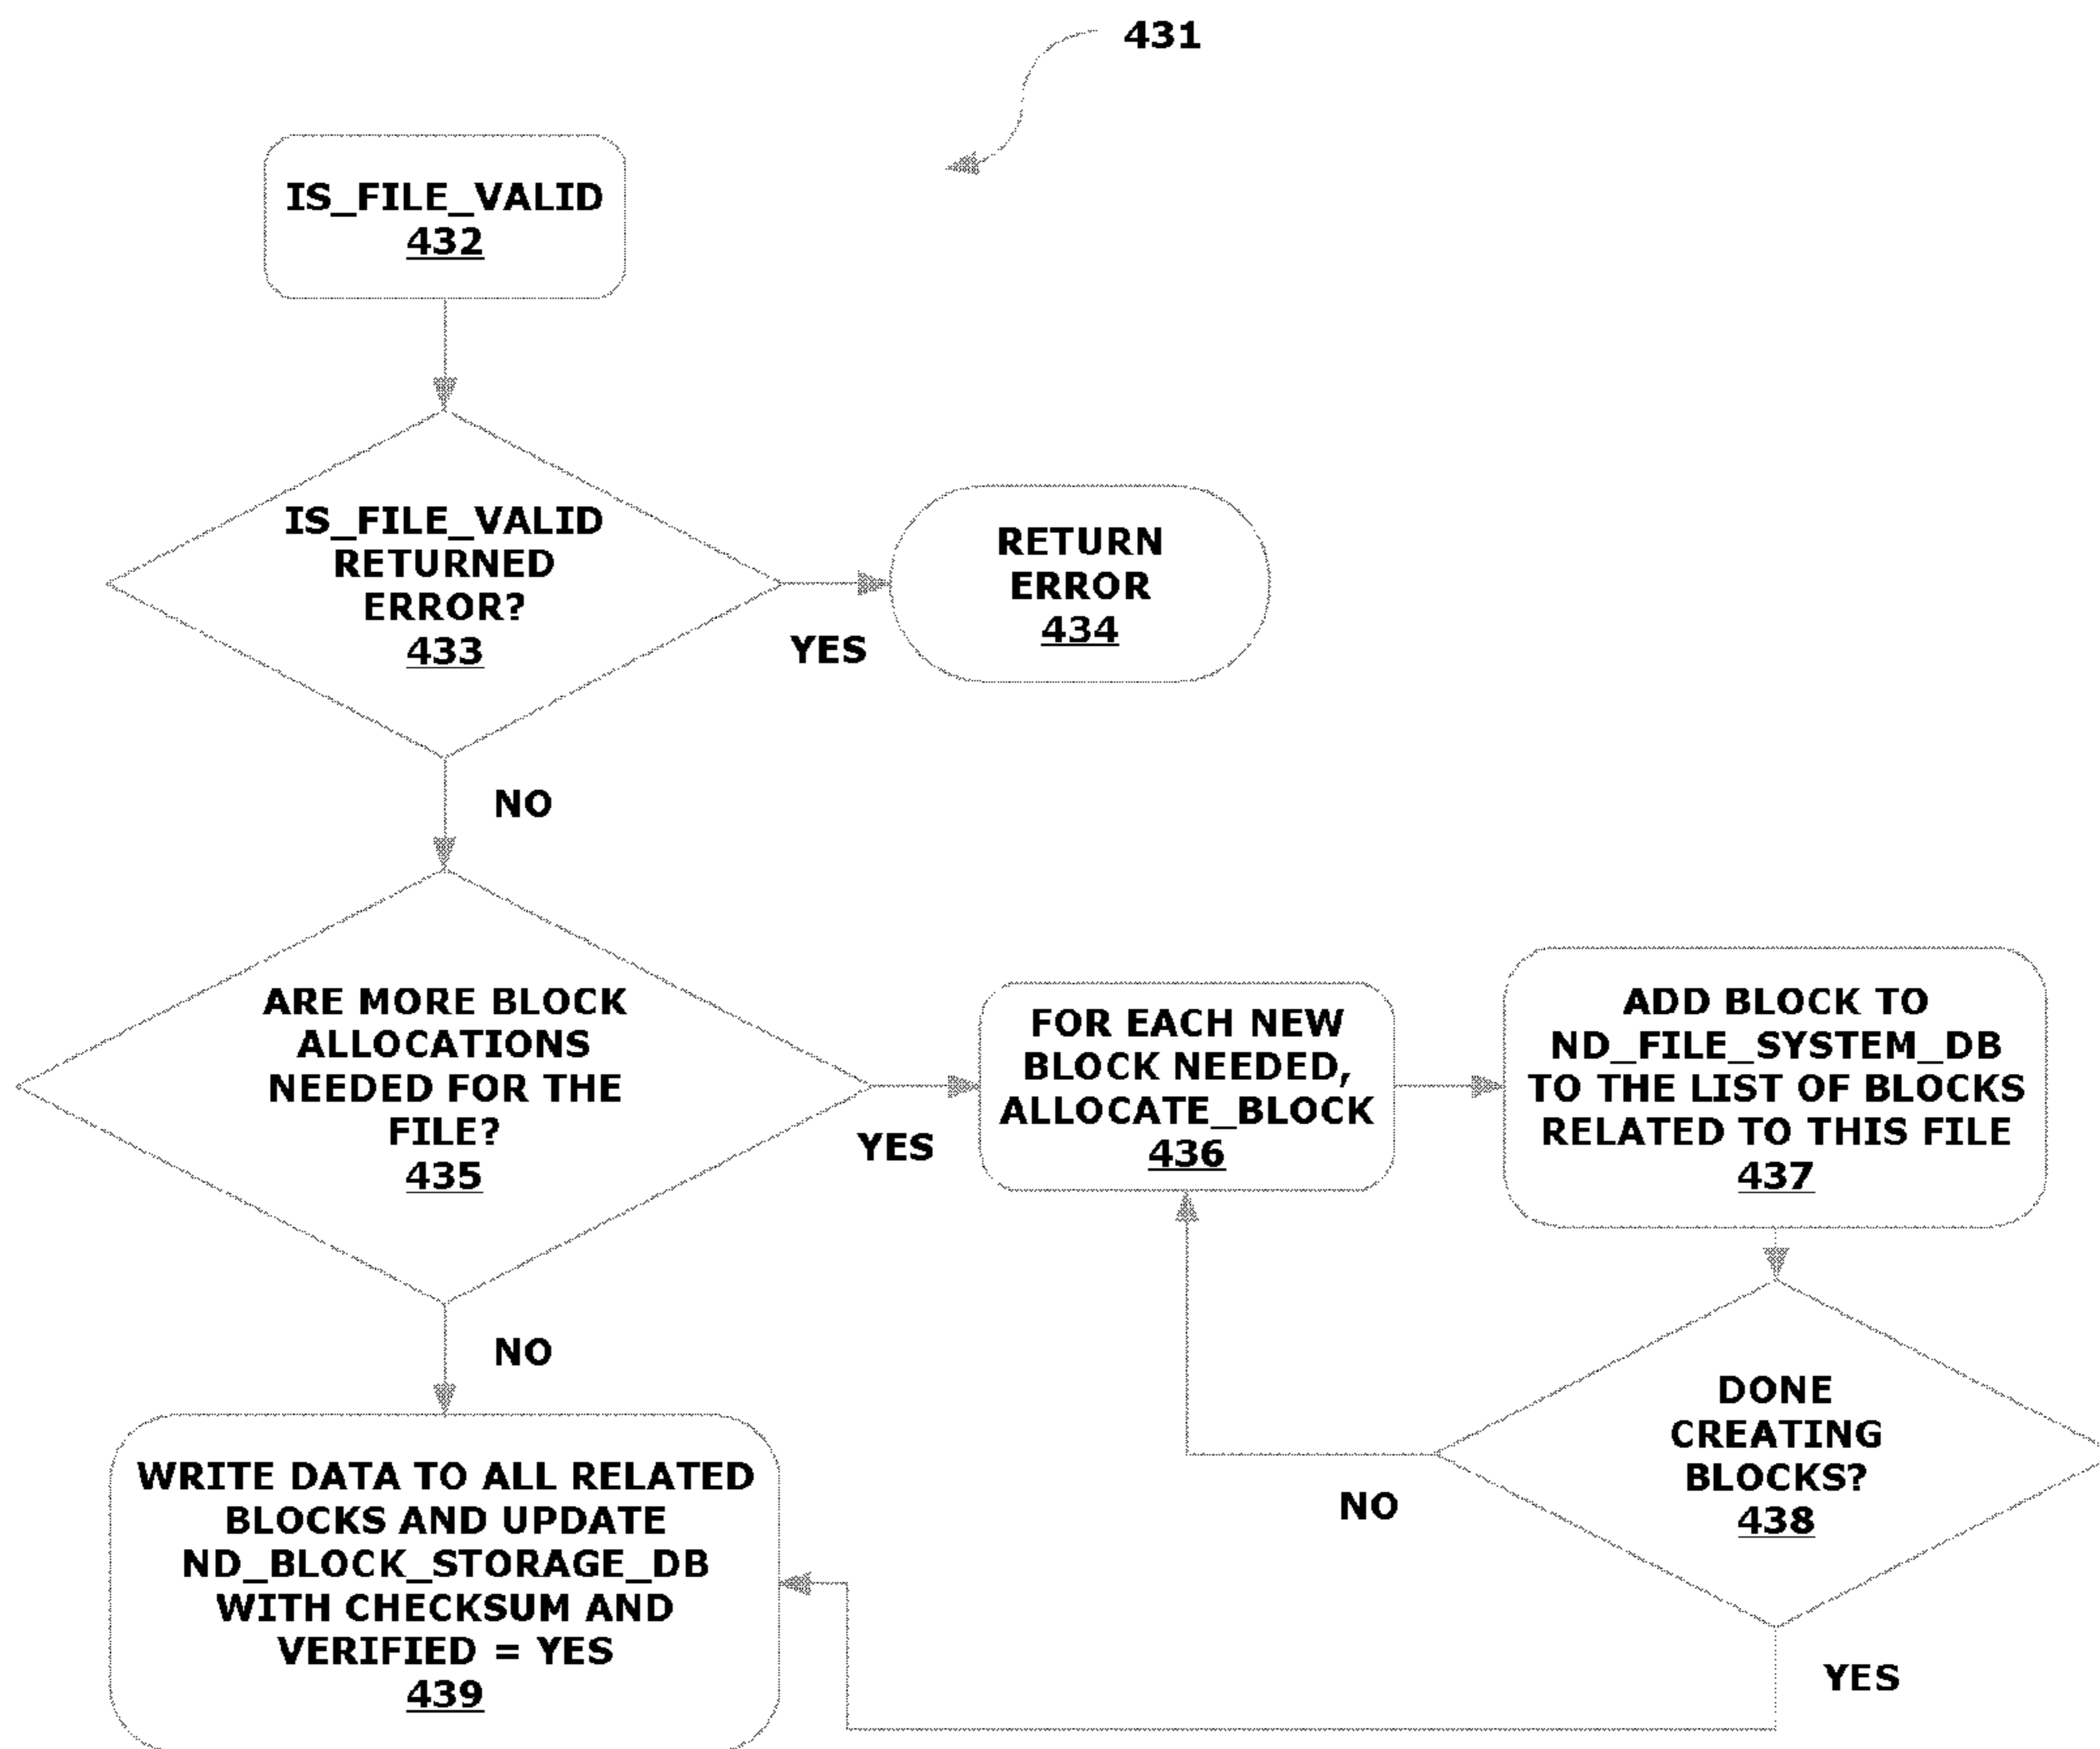 431
IS_FILE_VALID
432
IS_FILE_VALID
RETURNED
ERROR?
433
YES
RETURN
ERROR
434
NO
ARE MORE BLOCK
ALLOCATIONS
NEEDED FOR THE
FILE?
435
YES
FOR EACH NEW
BLOCK NEEDED,
ALLOCATE_BLOCK
436
ADD BLOCK TO
ND_FILE_SYSTEM_DB
TO THE LIST OF BLOCKS
RELATED TO THIS FILE
437
DONE
CREATING
BLOCKS?
438
NO
YES
NO
WRITE DATA TO ALL RELATED
BLOCKS AND UPDATE
ND_BLOCK_STORAGE_DB
WITH CHECKSUM AND
VERIFIED = YES
439